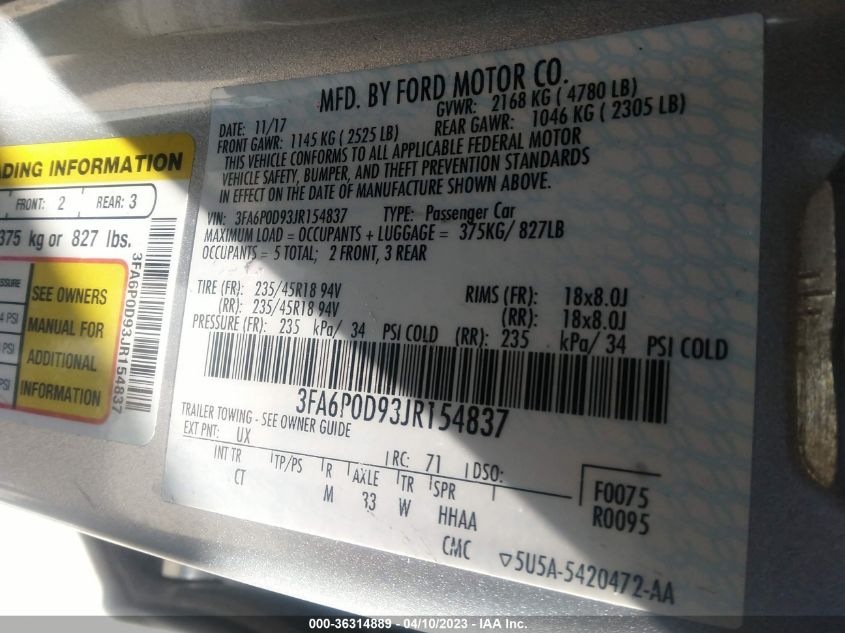 MFD. BY FORD MOTOR CO.
DATE: 11/17
GVWR: 2168 KG ( 4780 LB)
FRONT GAWR: 1145 KG ( 2525 LB)
REAR GAWR: 1046 KG ( 2305 LB)
THIS VEHICLE CONFORMS TO ALL APPLICABLE FEDERAL MOTOR
VEHICLE SAFETY, BUMPER, AND THEFT PREVENTION STANDARDS
IN EFFECT ON THE DATE OF MANUFACTURE SHOWN ABOVE.
VIN: 3FA6P0D93JR154837 TYPE: Passenger Car
MAXIMUM LOAD = OCCUPANTS + LUGGAGE = 375KG/ 827LB
OCCUPANTS = 5 TOTAL; 2 FRONT, 3 REAR
TIRE (FR): 235/45R18 94V RIMS (FR): 18x8.0J
(RR): 235/45R18 94V (RR): 18x8.0J
PRESSURE (FR): 235 kPa/ 34 PSI COLD (RR): 235 kPa/ 34 PSI COLD
3FA6P0D93JR154837
TRAILER TOWING - SEE OWNER GUIDE
EXT PNT: UX RC: 71 DSO:
INT TR TP/PS R AXLE TR SPR
CT M 33 W HHAA
CMC
F0075
R0095
5U5A-5420472-AA
ADING INFORMATION
FRONT: 2 REAR: 3
375 kg or 827 lbs.
SEE OWNERS
MANUAL FOR
ADDITIONAL
INFORMATION
3FA6P0D93JR154837
000-36314889 - 04/10/2023 - IAA Inc.